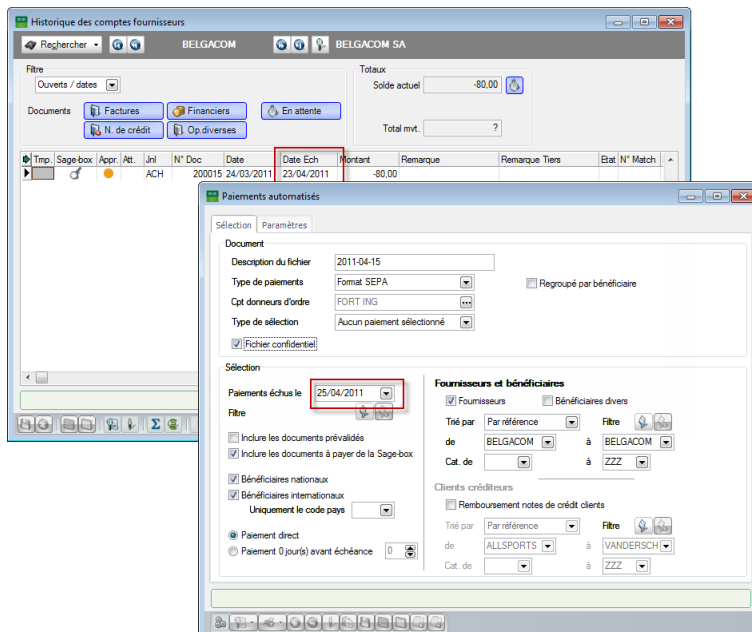 Historique des comptes fournisseurs
Rechercher BELGACOM BELGACOM SA
Filtre Totaux
Ouverts / dates Solde actuel -80,00
Documents Factures Financiers En attente
N. de crédit Op.diverses Total mvt. ?
Tmp. Sage-box Appr. Att. Jnl N° Doc Date Date Ech Montant Remarque Remarque Tiers Etat N° Match
ACH 200015 24/03/2011 23/04/2011 -80,00
Paiements automatisés
Sélection Paramètres
Document
Description du fichier 2011-04-15
Type de paiements Format SEPA Regroupé par bénéficiaire
Cpt donneurs d'ordre FORT ING
Type de sélection Aucun paiement sélectionné
Fichier confidentiel
Sélection
Paiements échus le 25/04/2011
Filtre
Inclure les documents prévalidés
Inclure les documents à payer de la Sage-box
Bénéficiaires nationaux
Bénéficiaires internationaux
Uniquement le code pays
Paiement direct
Paiement 0 jour(s) avant échéance 0
Fournisseurs et bénéficiaires
Fournisseurs Bénéficiaires divers
Trié par Par référence Filtre
de BELGACOM à BELGACOM
Cat. de à ZZZ
Clients créditeurs
Remboursement notes de crédit clients
Trié par Par référence Filtre
de ALLSPORTS à VANDERSCH
Cat. de à ZZZ